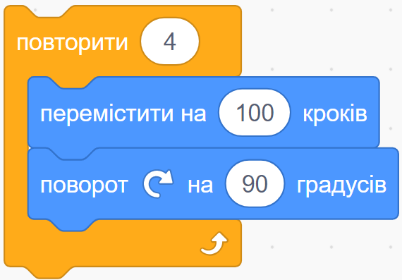 повторити 4
перемістити на 100 кроків
поворот на 90 градусів